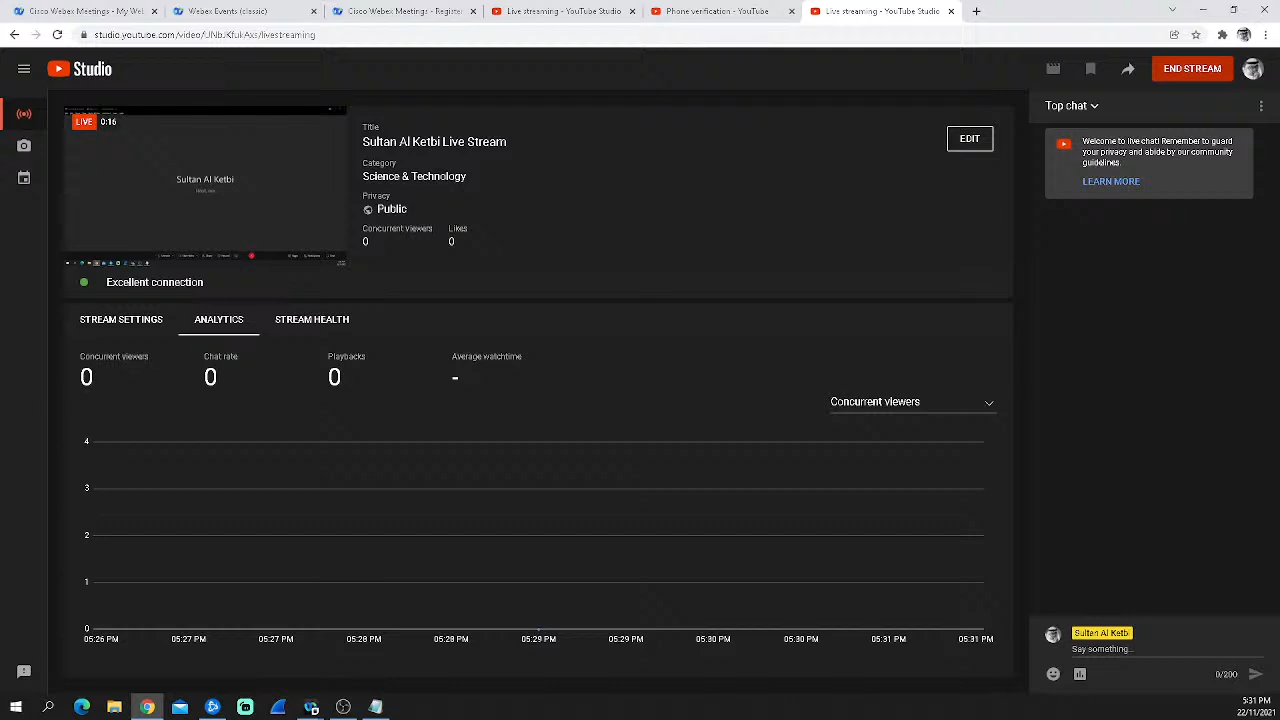 Cisco Webex Meetings - My We
Webex Events (classic)
Cisco Webex Meetings - Register
Live streaming - YouTube Studio
Phone verification - YouTube
Live streaming - YouTube Studio
Studio
END STREAM
LIVE 0:16
Sultan Al Ketbi
Title
Sultan Al Ketbi Live Stream
EDIT
Category
Science & Technology
Privacy
Public
Concurrent viewers
Likes
0
0
Excellent connection
STREAM SETTINGS
ANALYTICS
STREAM HEALTH
Concurrent viewers
Chat rate
Playbacks
Average watchtime
0
0
0
-
Concurrent viewers
4
3
2
1
0
05:26 PM
05:27 PM
05:27 PM
05:28 PM
05:28 PM
05:29 PM
05:29 PM
05:30 PM
05:30 PM
05:31 PM
05:31 PM
Top chat
Welcome to live chat! Remember to guard
your privacy and abide by our community
guidelines.
LEARN MORE
Sultan Al Ketbi
Say something...
0/200
5:31 PM
22/11/2021